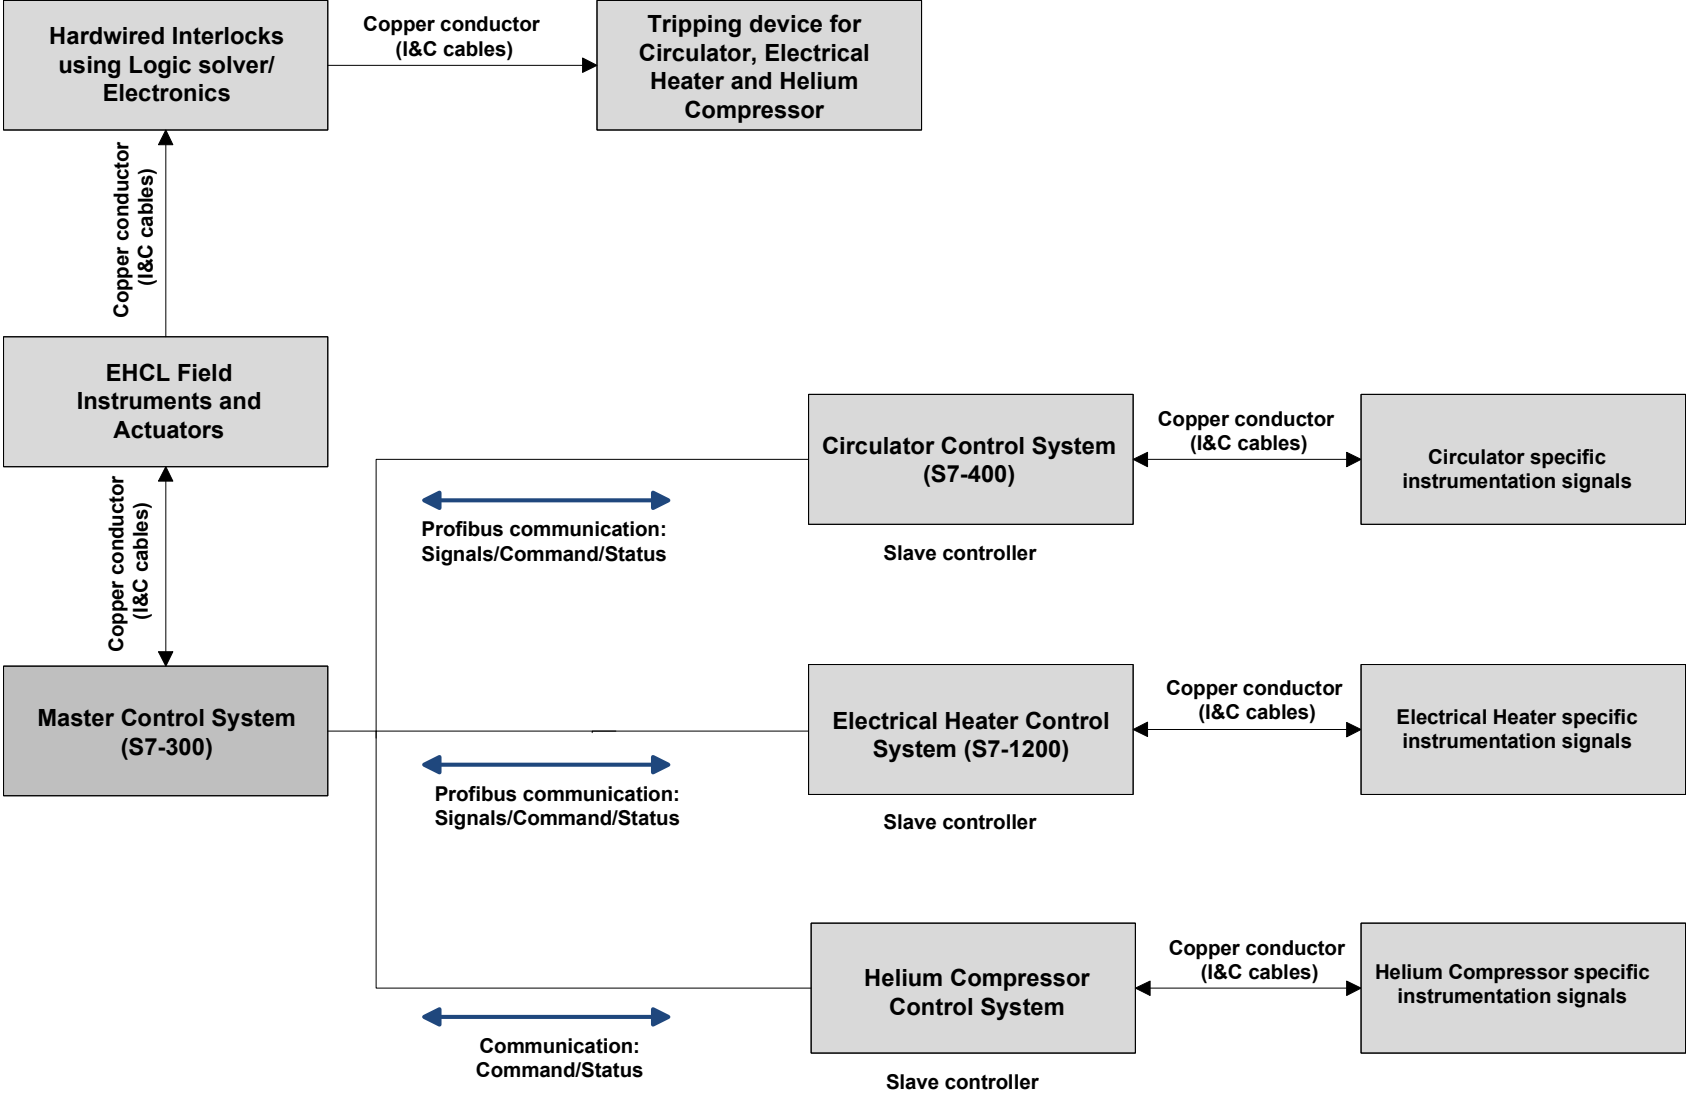 Hardwired Interlocks
using Logic solver/
Electronics
Copper conductor
(I&C cables)
Tripping device for
Circulator, Electrical
Heater and Helium
Compressor
Copper conductor
(I&C cables)
EHCL Field
Instruments and
Actuators
Copper conductor
(I&C cables)
Master Control System
(S7-300)
Profibus communication:
Signals/Command/Status
Circulator Control System
(S7-400)
Slave controller
Copper conductor
(I&C cables)
Circulator specific
instrumentation signals
Profibus communication:
Signals/Command/Status
Electrical Heater Control
System (S7-1200)
Slave controller
Copper conductor
(I&C cables)
Electrical Heater specific
instrumentation signals
Communication:
Command/Status
Helium Compressor
Control System
Slave controller
Copper conductor
(I&C cables)
Helium Compressor specific
instrumentation signals